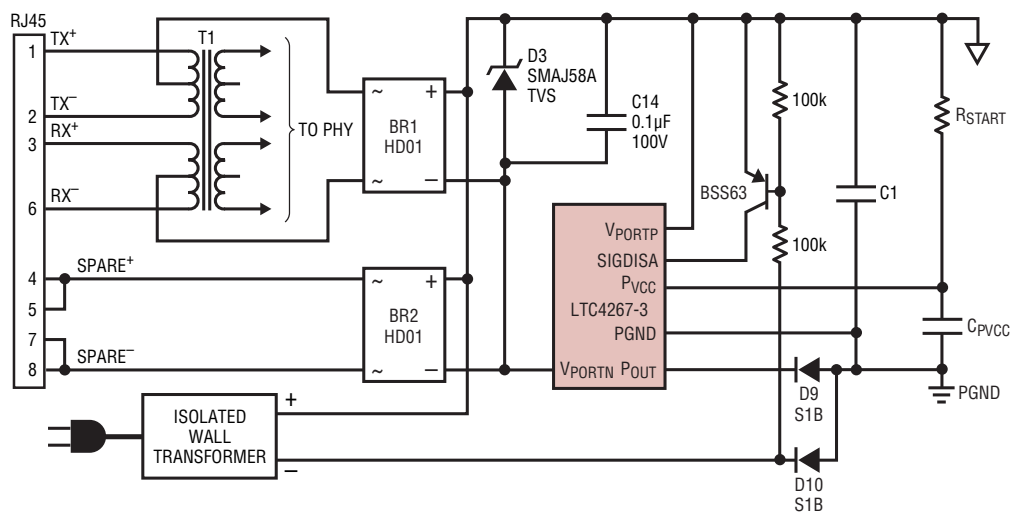 RJ45
1
TX+
2
TX–
3
RX+
6
RX–
4
SPARE+
5
7
8
SPARE–
T1
TO PHY
~
+
BR1
HD01
~
–
~
+
BR2
HD01
~
–
D3
SMAJ58A
TVS
C14
0.1µF
100V
100k
BSS63
100k
C1
RSTART
VPORTP
SIGDISA
PVCC
LTC4267-3
PGND
VPORTN POUT
CPVCC
PGND
D9
S1B
D10
S1B
ISOLATED
WALL
TRANSFORMER
+
–